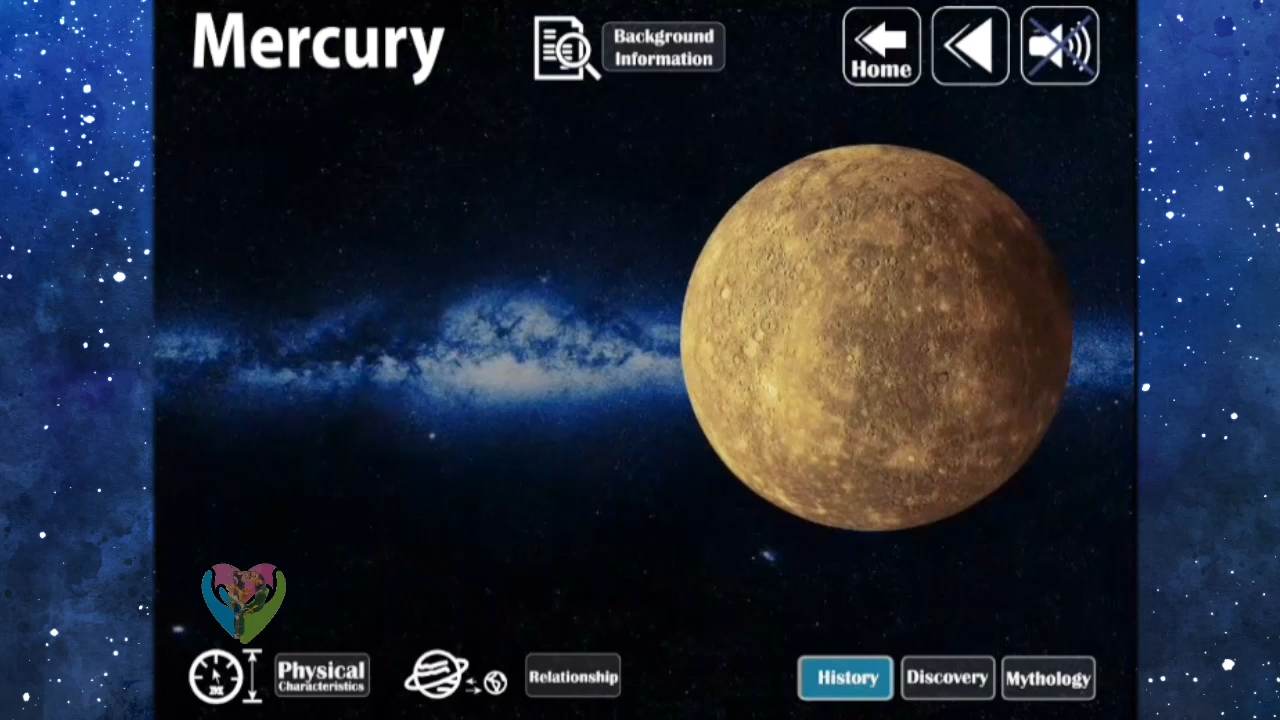 Mercury
Background
Information
Home
Physical
Characteristics
Relationship
History
Discovery
Mythology